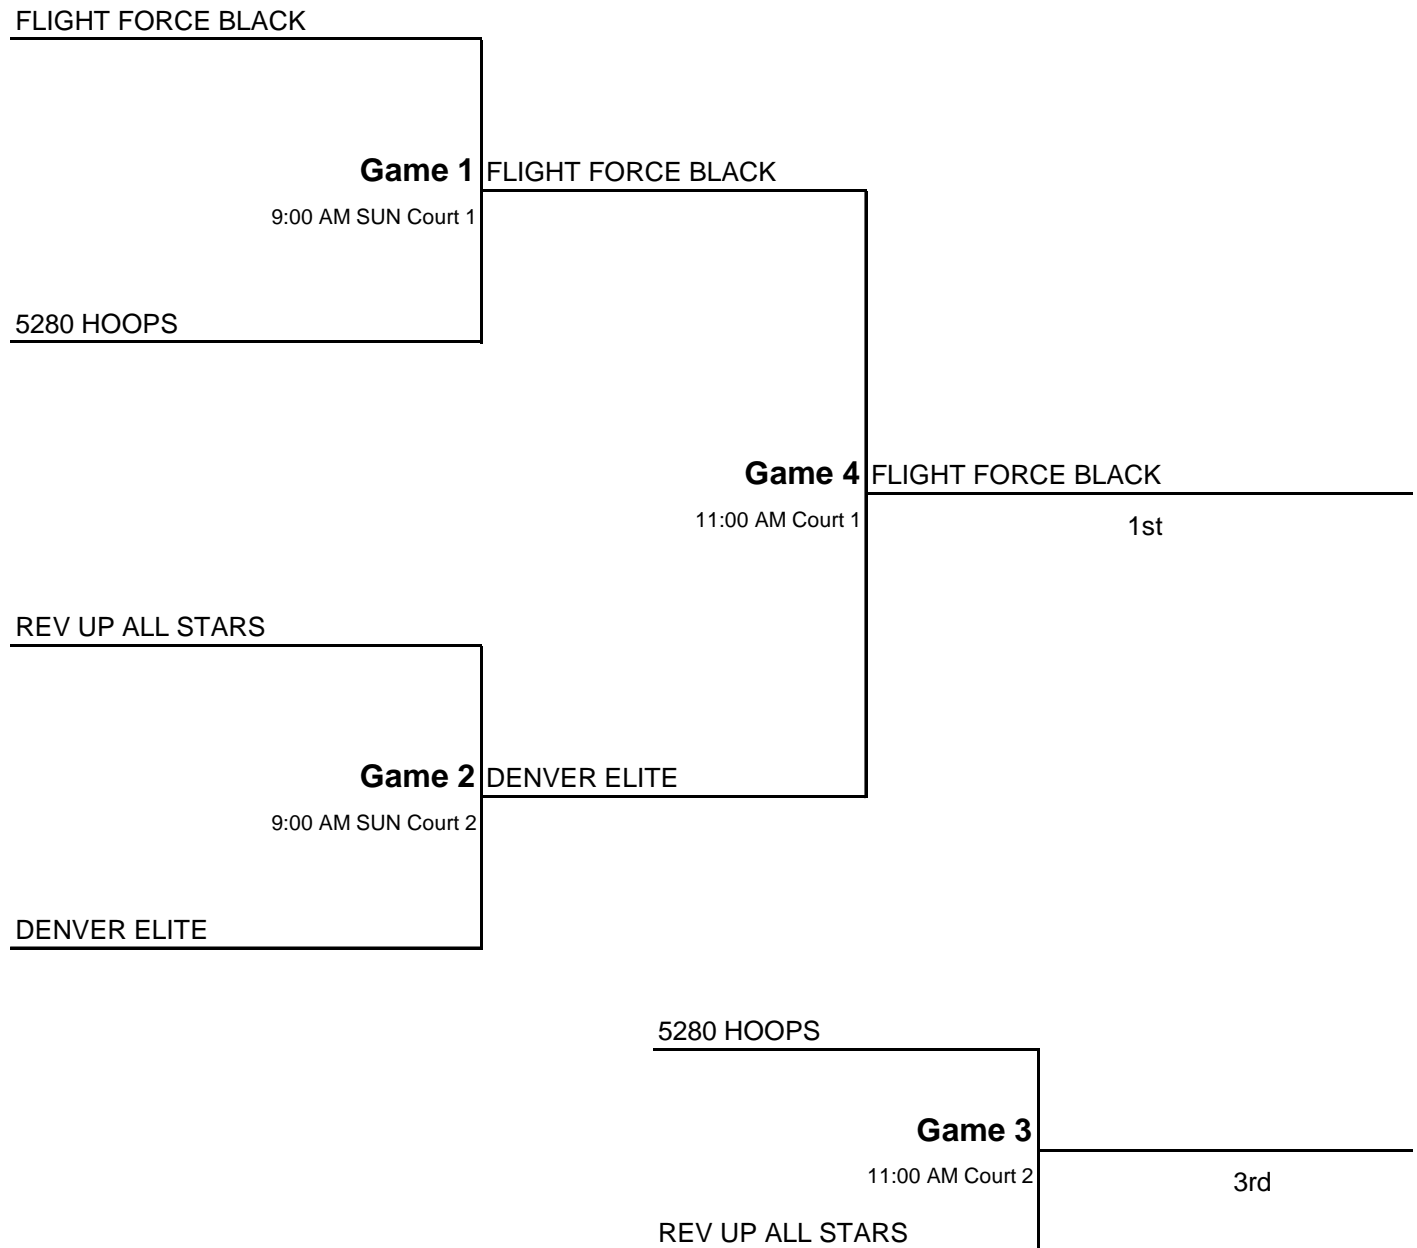 FLIGHT FORCE BLACK
Game 1 FLIGHT FORCE BLACK
9:00 AM SUN Court 1
5280 HOOPS
Game 4 FLIGHT FORCE BLACK
11:00 AM Court 1
1st
REV UP ALL STARS
Game 2 DENVER ELITE
9:00 AM SUN Court 2
DENVER ELITE
5280 HOOPS
Game 3
11:00 AM Court 2
3rd
REV UP ALL STARS